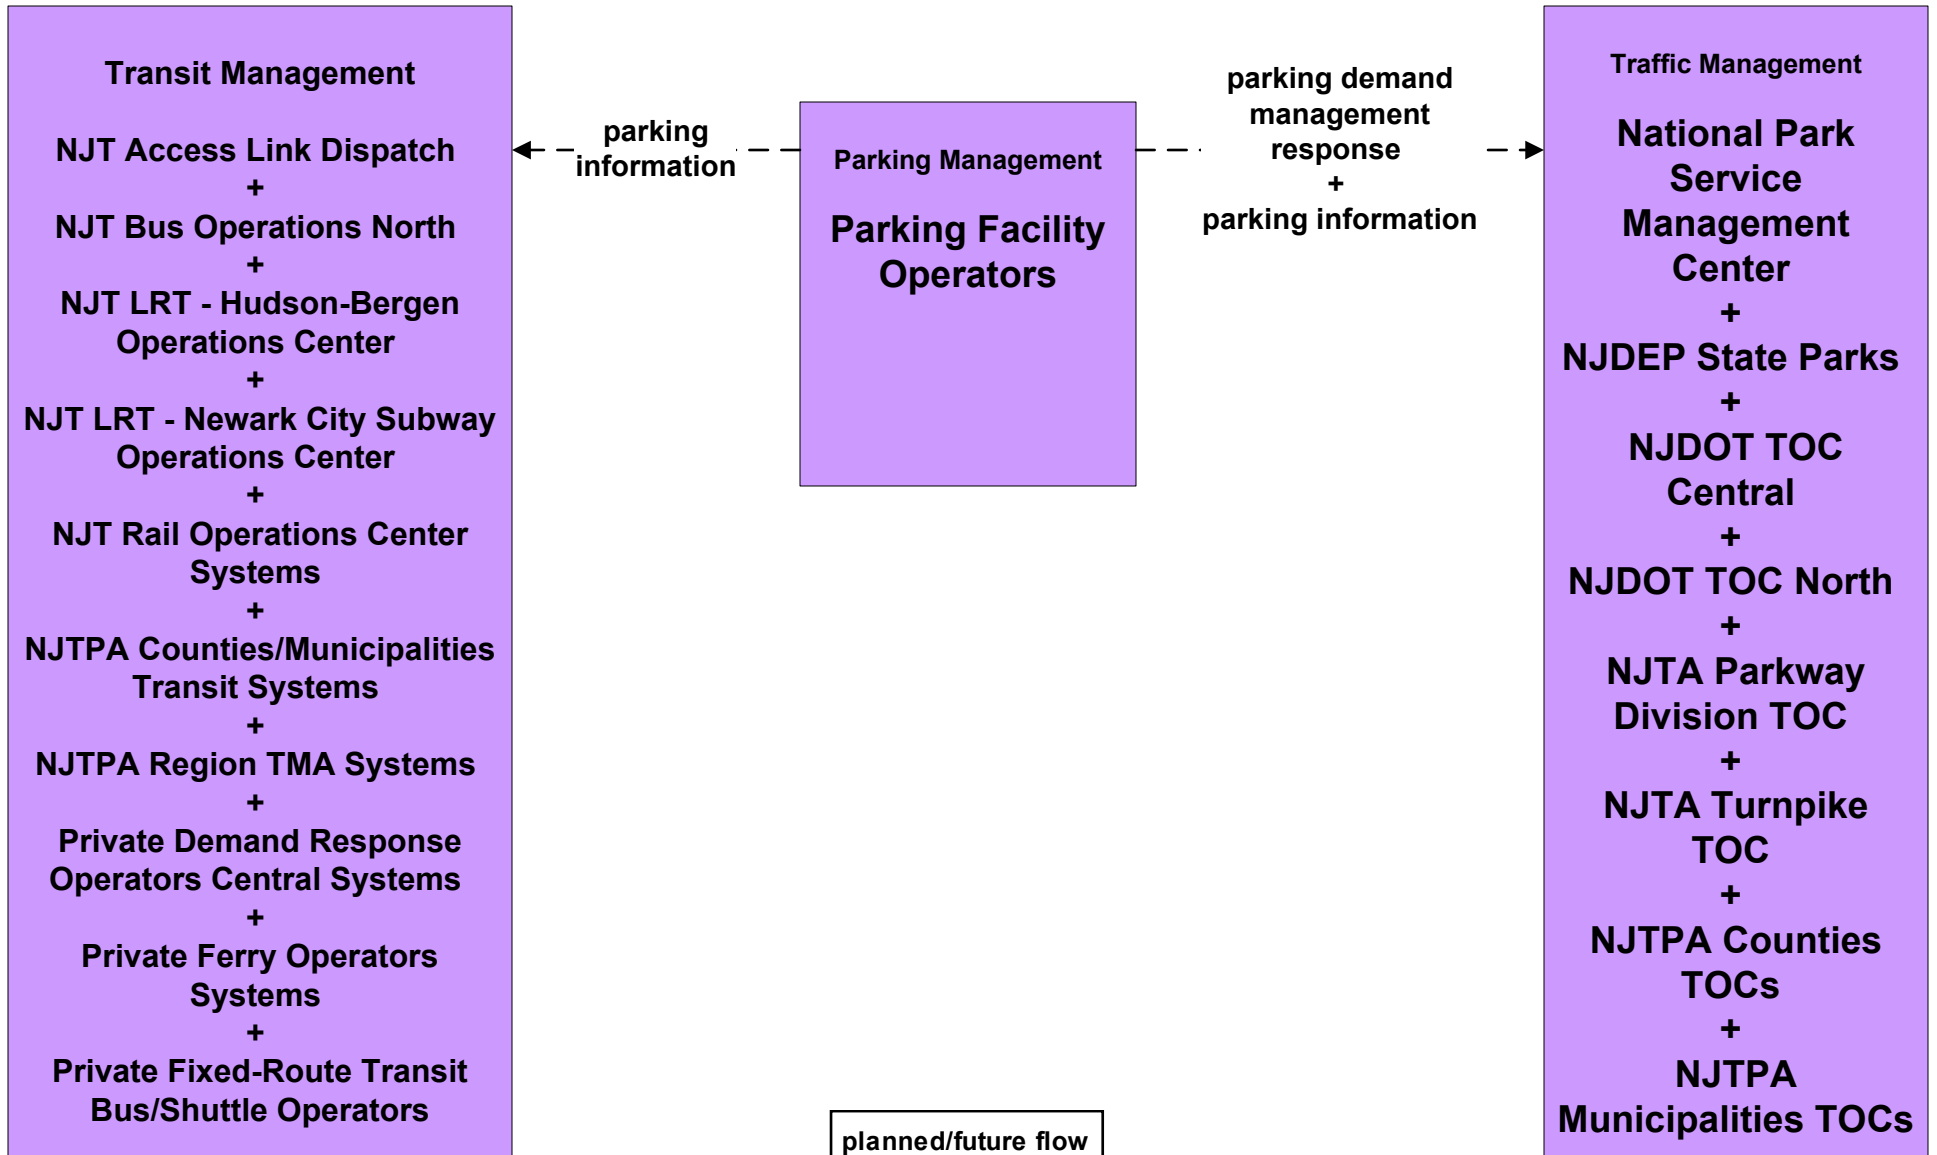 Transit Management
NJT Access Link Dispatch
+
NJT Bus Operations North
+
NJT LRT - Hudson-Bergen
Operations Center
+
NJT LRT - Newark City Subway
Operations Center
+
NJT Rail Operations Center
Systems
+
NJTPA Counties/Municipalities
Transit Systems
+
NJTPA Region TMA Systems
+
Private Demand Response
Operators Central Systems
+
Private Ferry Operators
Systems
+
Private Fixed-Route Transit
Bus/Shuttle Operators
parking
information
Parking Management
Parking Facility
Operators
parking demand
management
response
+
parking information
Traffic Management
National Park
Service
Management
Center
+
NJDEP State Parks
+
NJDOT TOC
Central
+
NJDOT TOC North
+
NJTA Parkway
Division TOC
+
NJTA Turnpike
TOC
+
NJTPA Counties
TOCs
+
NJTPA
Municipalities TOCs
planned/future flow